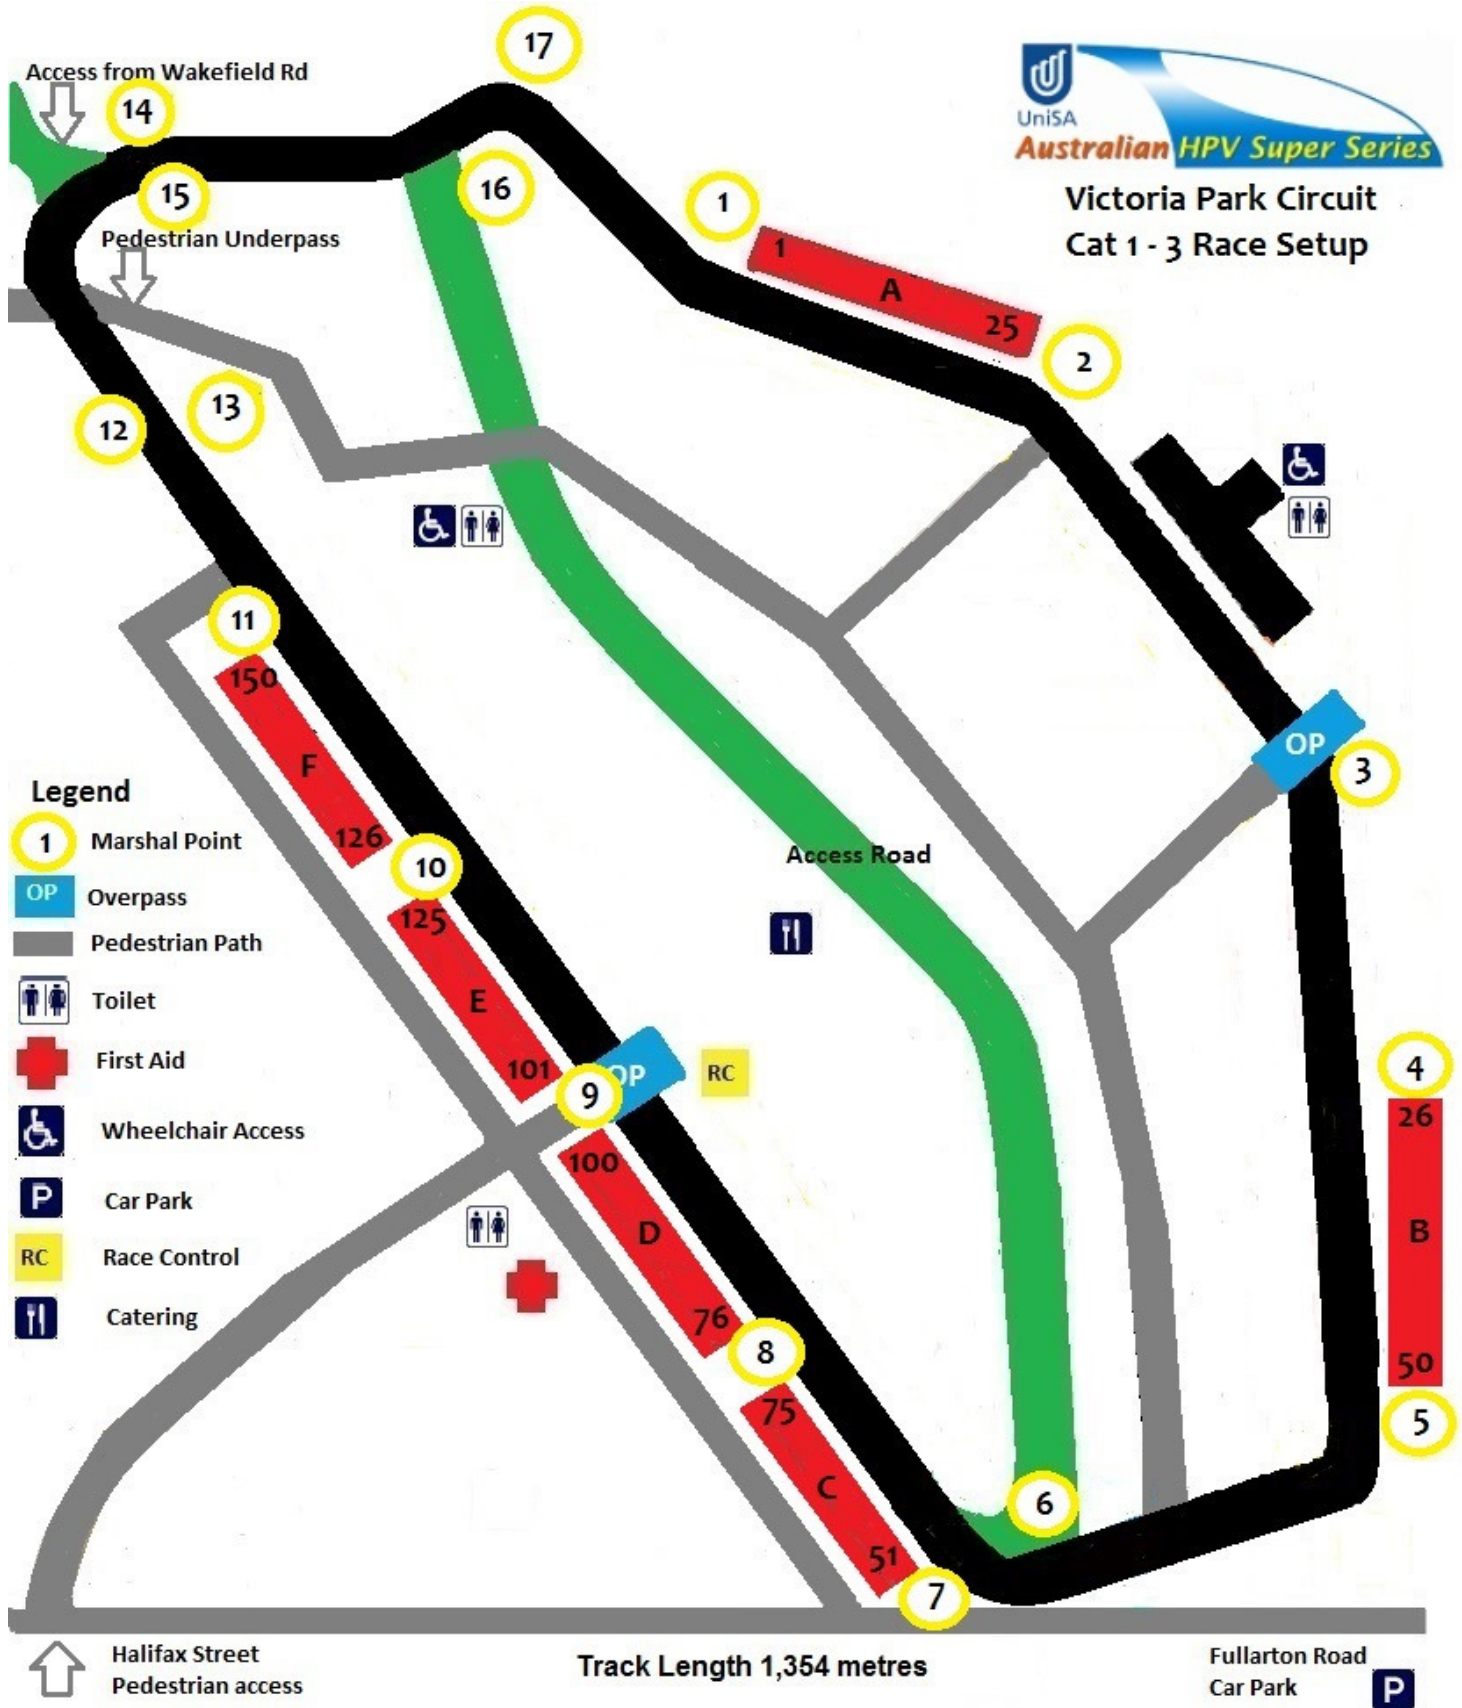 17
Access from Wakefield Rd
14
UniSA
Australian HPV Super Series
15
16
1
Victoria Park Circuit
Cat 1 - 3 Race Setup
Pedestrian Underpass
1
A
25
2
13
12
11
150
F
126
OP
3
Legend
1 Marshal Point
OP Overpass
Pedestrian Path
Toilet
First Aid
Wheelchair Access
P Car Park
RC Race Control
Catering
Access Road
10
125
E
101
OP
RC
9
4
26
B
50
5
100
D
76
8
75
C
51
6
7
Halifax Street
Pedestrian access
Track Length 1,354 metres
Fullarton Road
Car Park
P